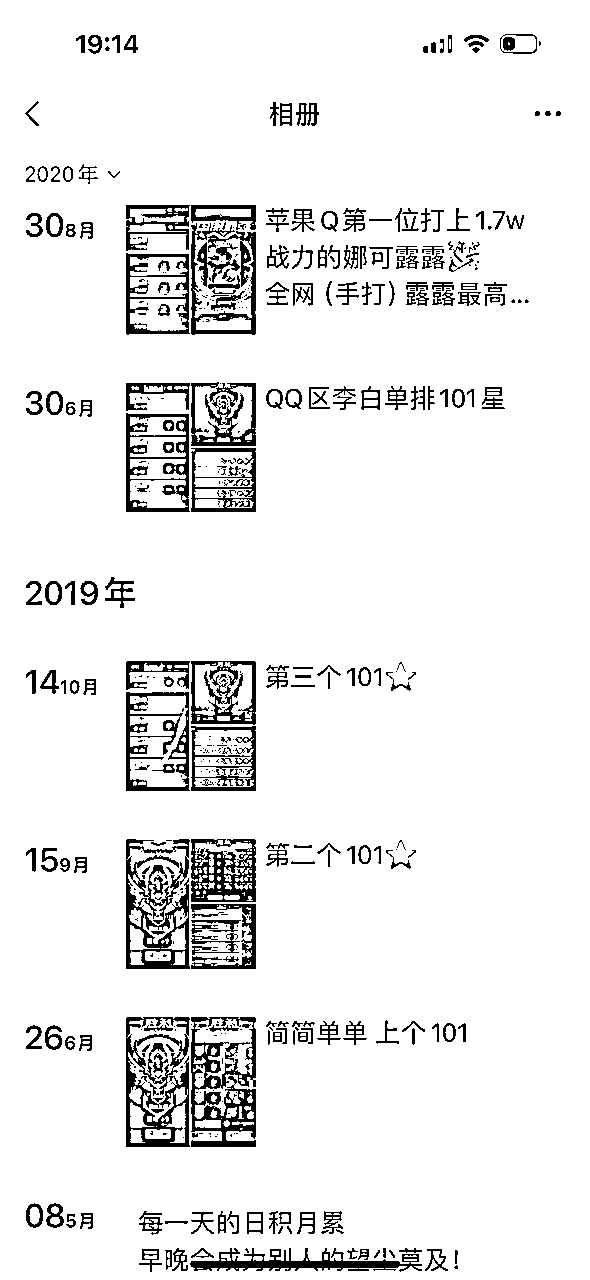 19:14
相册
2020年
30 8月
苹果Q第一位打上1.7w
战力的娜可露露🎉
全网（手打）露露最高...
30 6月
QQ区李白单排101星
2019年
14 10月
第三个101☆
15 9月
第二个101☆
26 6月
简简单单 上个101
08 5月
每一天的日积月累
早晚会成为别人的望尘莫及！